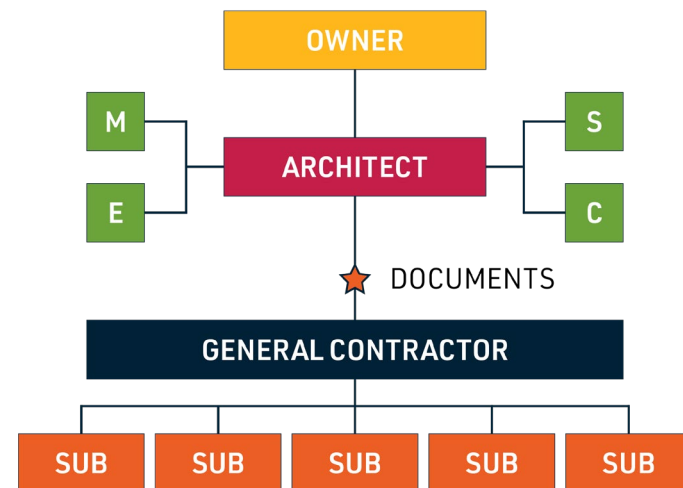 OWNER
M
S
ARCHITECT
E
C
DOCUMENTS
GENERAL CONTRACTOR
SUB
SUB
SUB
SUB
SUB